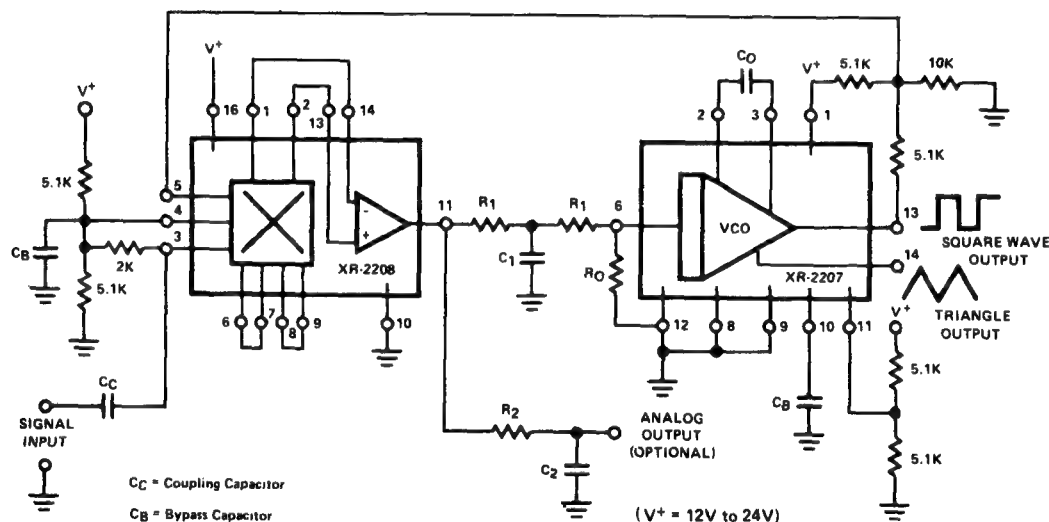 V+
5.1K
10K
CO
V+
1
2
13
14
16
2
3
1
V+
5.1K
5
4
3
CB
2K
5.1K
-
+
XR-2208
11
R1
R1
6
C1
RO
VCO
XR-2207
5.1K
13
SQUARE WAVE
OUTPUT
14
TRIANGLE
OUTPUT
6
7
8
9
10
12
8
9
10
11
V+
5.1K
5.1K
CB
CC
SIGNAL
INPUT
R2
C2
ANALOG
OUTPUT
(OPTIONAL)
CC = Coupling Capacitor
CB = Bypass Capacitor
(V+ = 12V to 24V)